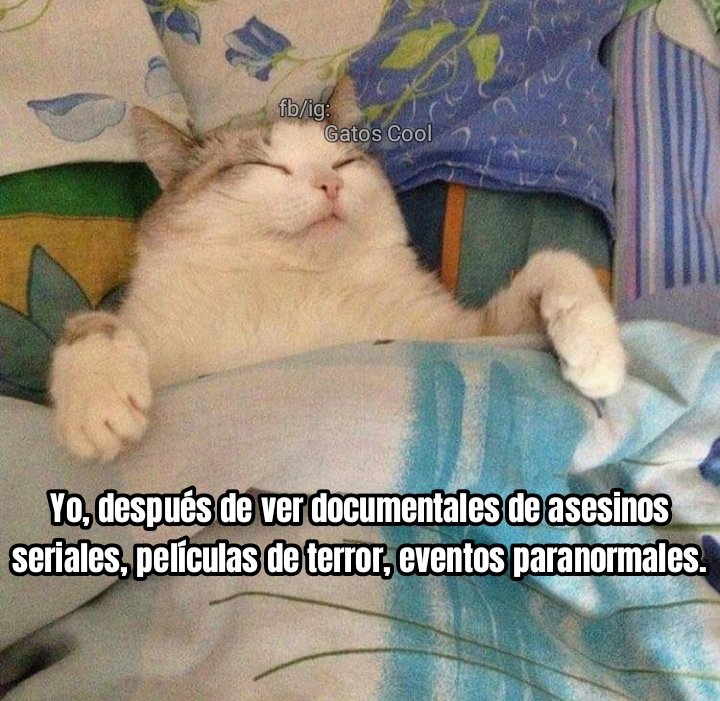 fb/ig:
Gatos Cool
Yo, después de ver documentales de asesinos
seriales, películas de terror, eventos paranormales.